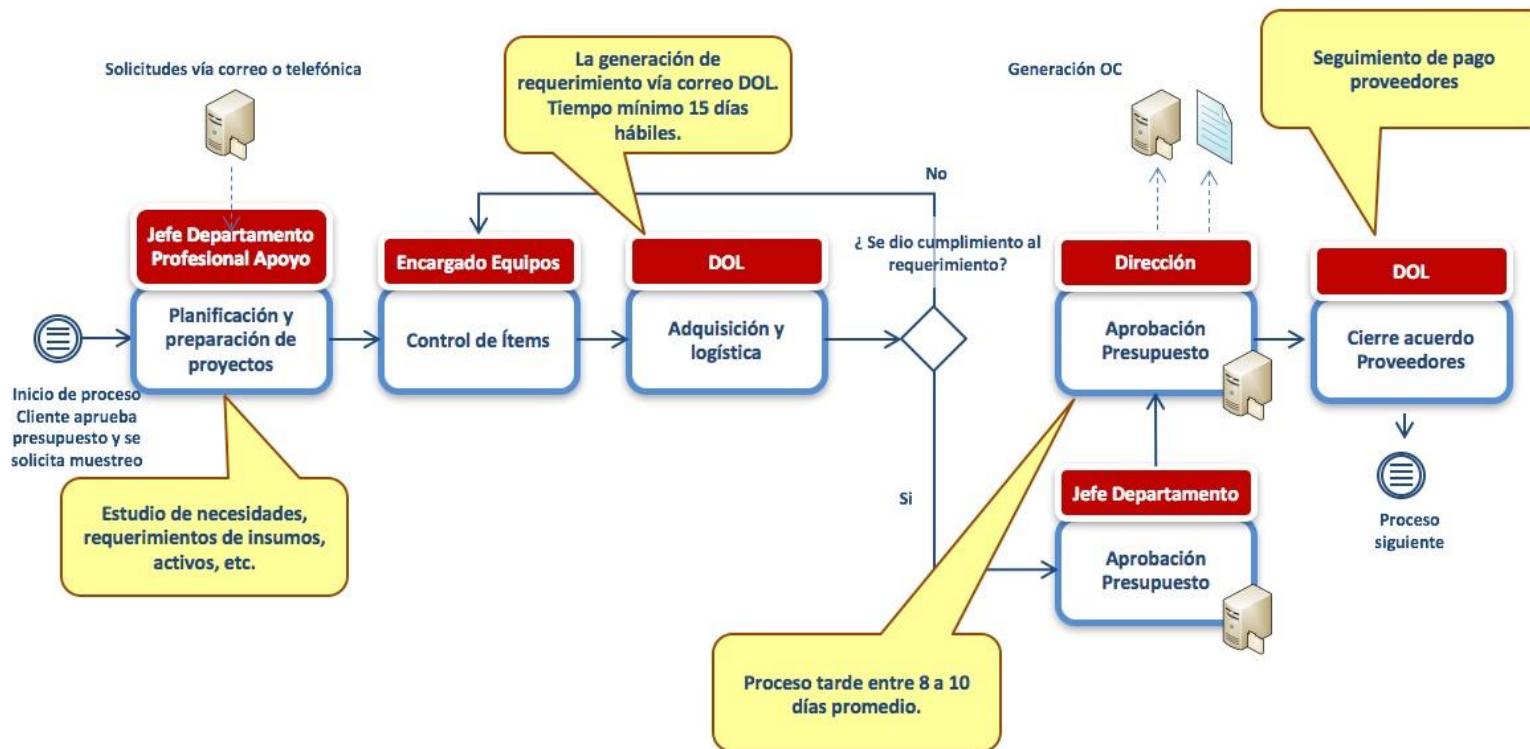 Solicitudes vía correo o telefónica
La generación de
requerimiento vía correo DOL.
Tiempo mínimo 15 días
hábiles.
Generación OC
Seguimiento de pago
proveedores
No
Jefe Departamento
Profesional Apoyo
Planificación y
preparación de
proyectos
Encargado Equipos
Control de Ítems
DOL
Adquisición y
logística
¿ Se dio cumplimiento al
requerimiento?
Dirección
Aprobación
Presupuesto
DOL
Cierre acuerdo
Proveedores
Inicio de proceso
Cliente aprueba
presupuesto y se
solicita muestreo
Estudio de necesidades,
requerimientos de insumos,
activos, etc.
Si
Jefe Departamento
Aprobación
Presupuesto
Proceso
siguiente
Proceso tarde entre 8 a 10
días promedio.